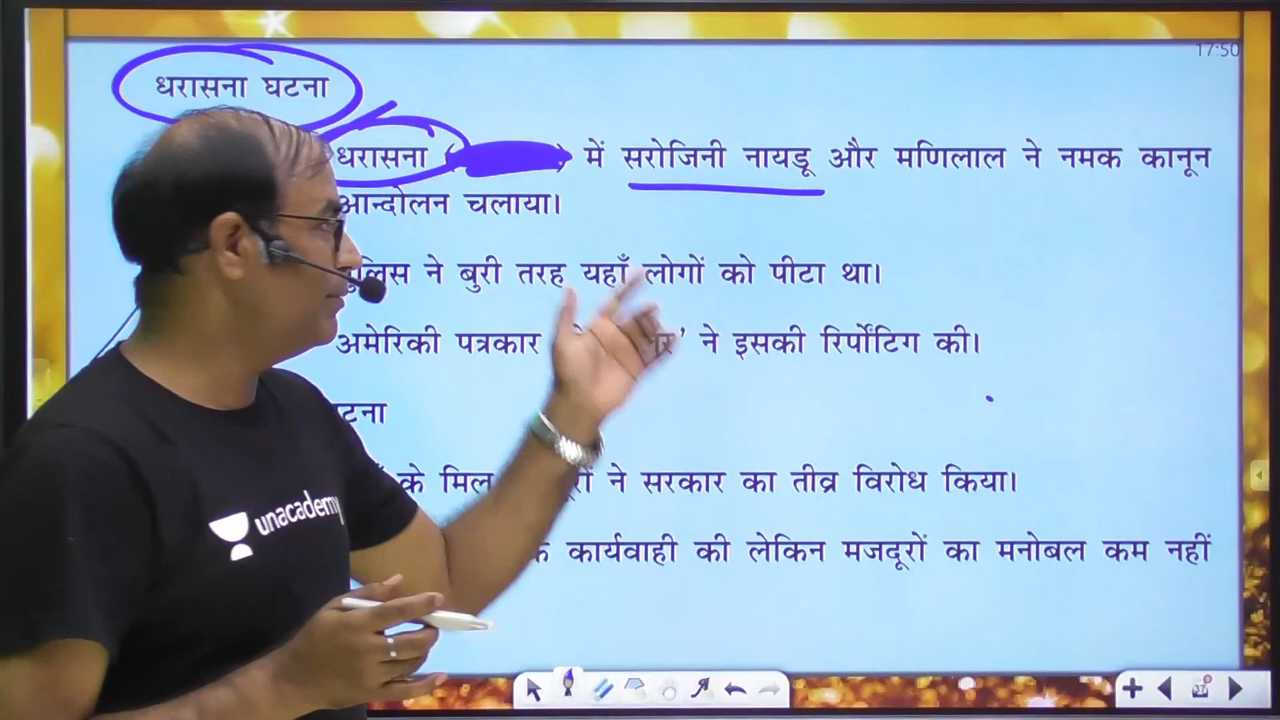 17:50
धरासना घटना
धरासना में सरोजिनी नायडू और मणिलाल ने नमक कानून
आन्दोलन चलाया।
पुलिस ने बुरी तरह यहाँ लोगों को पीटा था।
अमेरिकी पत्रकार ने इसकी रिर्पोंटिग की।
के मिल ने सरकार का तीव्र विरोध किया।
कार्यवाही की लेकिन मजदूरों का मनोबल कम नहीं
unacademy